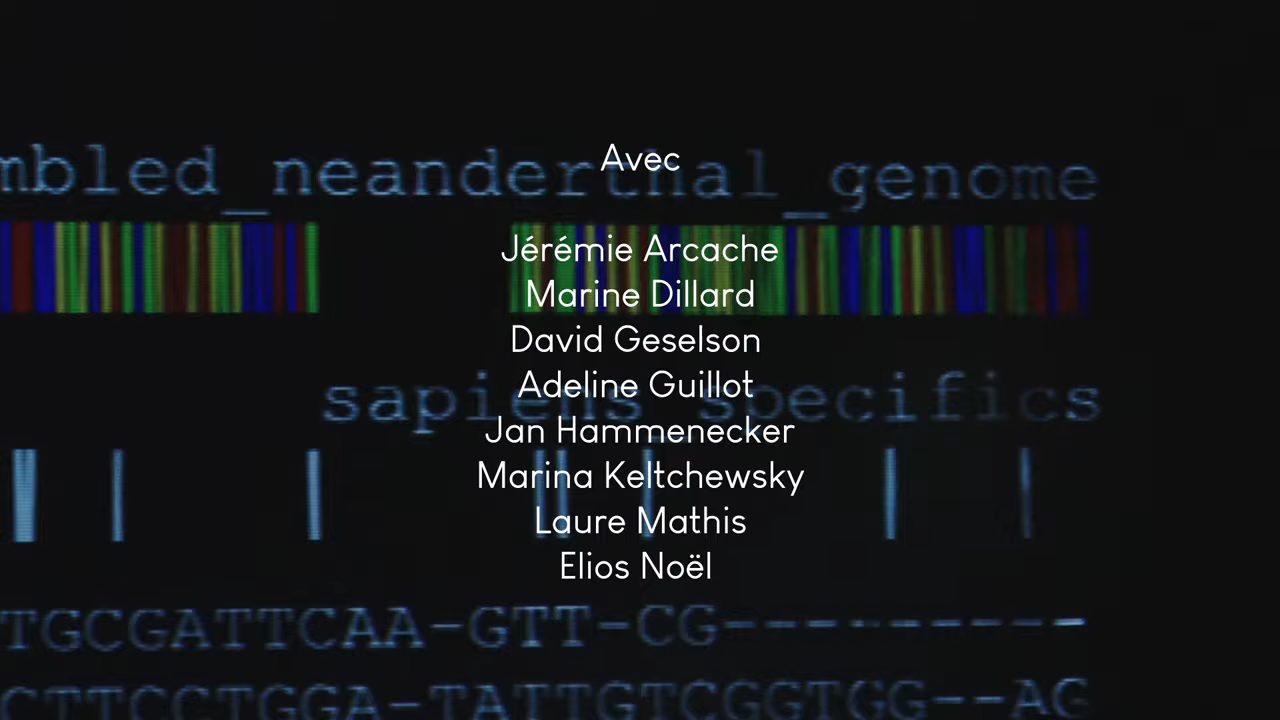 mbled_neanderthal_genome
Avec
Jérémie Arcache
Marine Dillard
David Geselson
Adeline Guillot
sapiens specifics
Jan Hammenecker
Marina Keltchewsky
Laure Mathis
Elios Noël
TGCGATTCAA-GTT-CG---------
CTTCCTGGA-TATTGTCGGTGG--AG